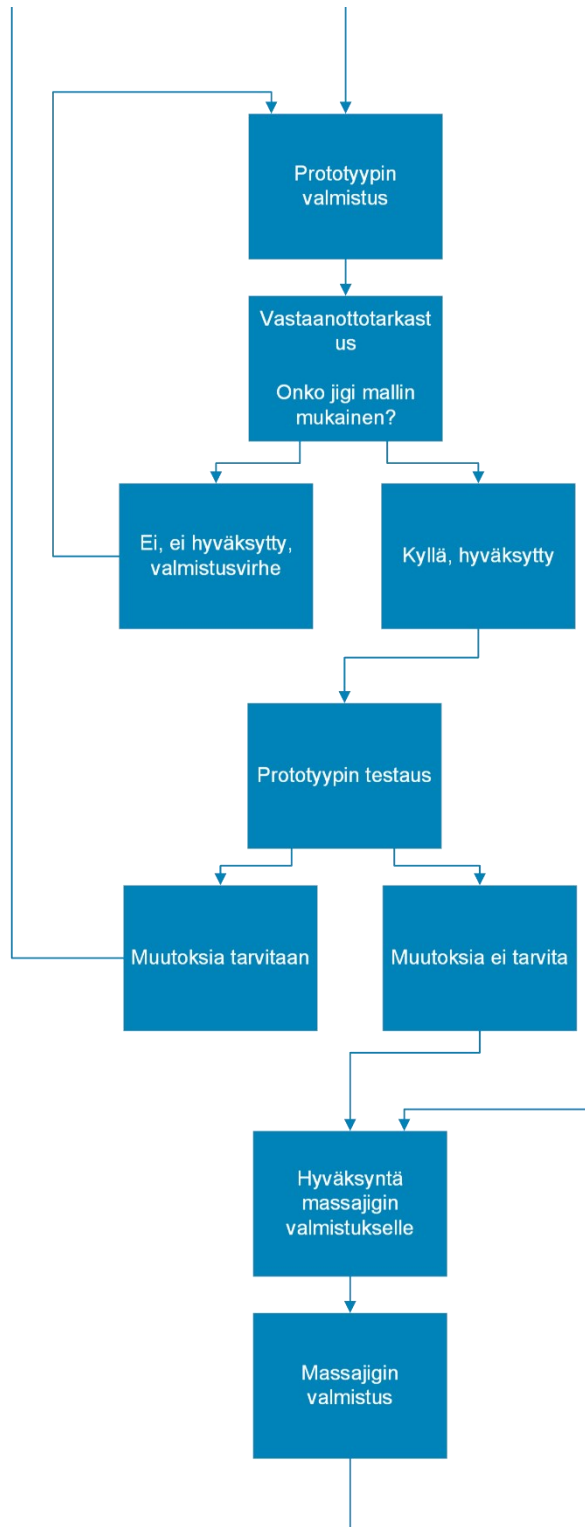 Prototyypin
valmistus
Vastaanottotarkast
us
Onko jigi mallin
mukainen?
Ei, ei hyväksytty,
valmistusvirhe
Kyllä, hyväksytty
Prototyypin testaus
Muutoksia tarvitaan
Muutoksia ei tarvita
Hyväksyntä
massajigin
valmistukselle
Massajigin
valmistus